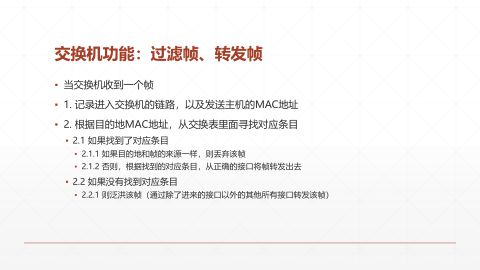 交换机功能：过滤帧、转发帧
当交换机收到一个帧
1. 记录进入交换机的链路，以及发送主机的MAC地址
2. 根据目的地MAC地址，从交换表里面寻找对应条目
2.1 如果找到了对应条目
2.1.1 如果目的地和帧的来源一样，则丢弃该帧
2.1.2 否则，根据找到的对应条目，从正确的接口将帧转发出去
2.2 如果没有找到对应条目
2.2.1 则泛洪该帧（通过除了进来的接口以外的其他所有接口转发该帧）